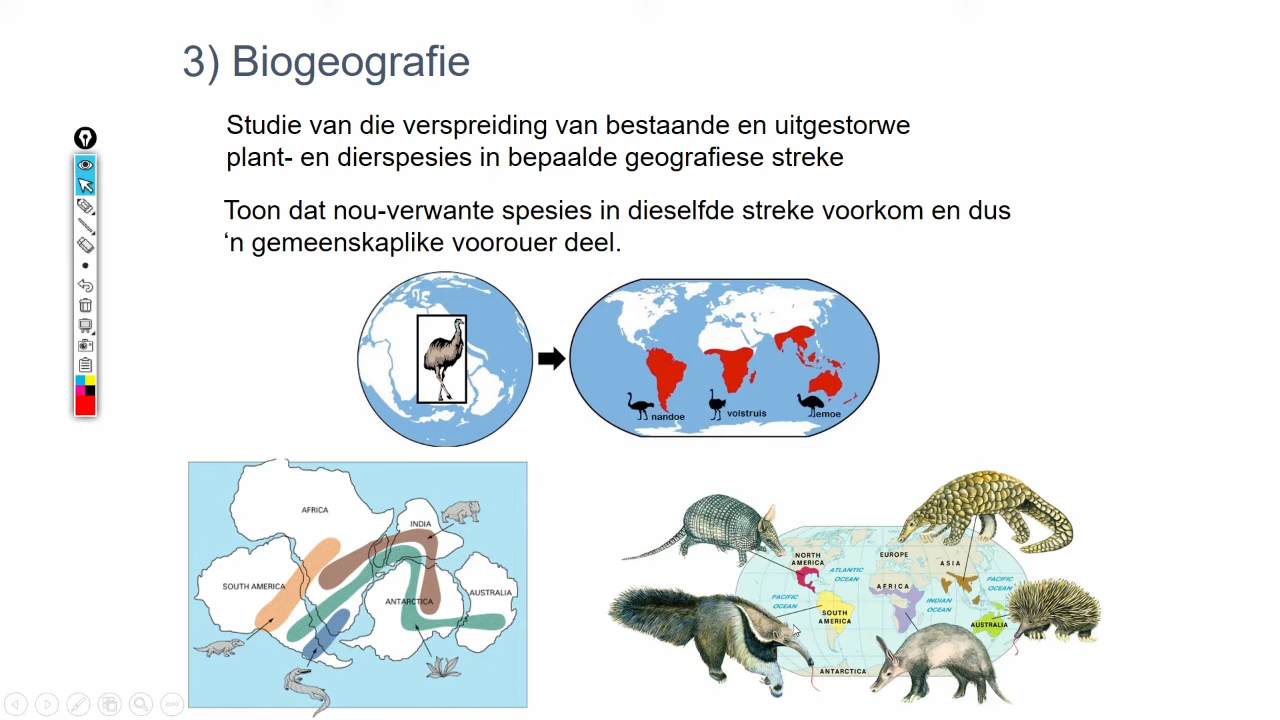 3) Biogeografie
Studie van die verspreiding van bestaande en uitgestorwe
plant- en dierspesies in bepaalde geografiese streke
Toon dat nou-verwante spesies in dieselfde streke voorkom en dus
‘n gemeenskaplike voorouer deel.
nandoe
volstruis
emoe
AFRICA
INDIA
SOUTH AMERICA
ANTARCTICA
AUSTRALIA
NORTH
AMERICA
EUROPE
ASIA
ATLANTIC
OCEAN
AFRICA
PACIFIC
OCEAN
PACIFIC
OCEAN
INDIAN
OCEAN
SOUTH
AMERICA
AUSTRALIA
ANTARCTICA